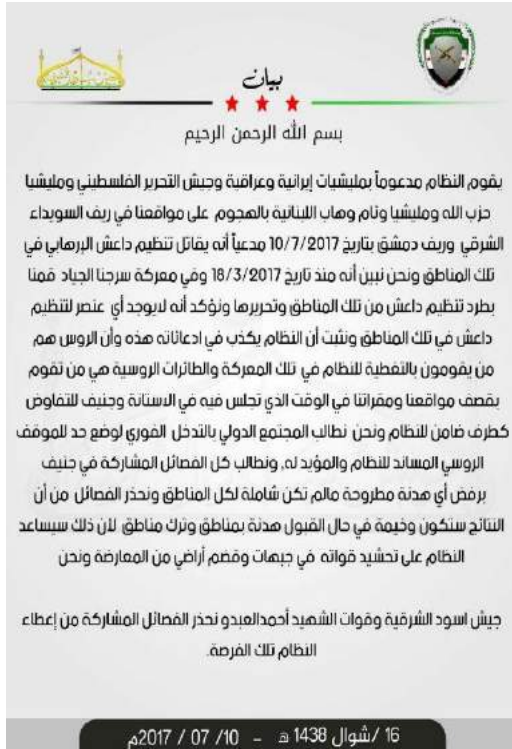 بيان
بسم الله الرحمن الرحيم
يقوم النظام مدعوماً بمليشيات إيرانية وعراقية وجيش التحرير الفلسطيني ومليشيا
حزب الله ومليشيا وئام وهاب اللبنانية بالهجوم على مواقعنا في ريف السويداء
الشرقي وريف دمشق بتاريخ 10/7/2017 مدعياً أنه يقاتل تنظيم داعش الإرهابي في
تلك المناطق ونحن نبين أنه منذ تاريخ 18/3/2017 وفي معركة سرجنا الجياد قمنا
بطرد تنظيم داعش من تلك المناطق وتحريرها ونؤكد أنه لايوجد أي عنصر لتنظيم
داعش في تلك المناطق ونثبت أن النظام يكذب في ادعائاته هذه وأن الروس هم
من يقومون بالتغطية للنظام في تلك المعركة والطائرات الروسية هي من تقوم
بقصف مواقعنا ومقراتنا في الوقت الذي تجلس فيه في الاستانة وجنيف للتفاوض
كطرف ضامن للنظام ونحن نطالب المجتمع الدولي بالتدخل الفوري لوضع حد للموقف
الروسي المساند للنظام والمؤيد له, ونطالب كل الفصائل المشاركة في جنيف
برفض أي هدنة مطروحة مالم تكن شاملة لكل المناطق ونحذر الفصائل من أن
النتائج ستكون وخيمة في حال القبول هدنة بمناطق وترك مناطق لأن ذلك سيساعد
النظام على تحشيد قواته في جبهات وقضم أراضي من المعارضة ونحن
جيش اسود الشرقية وقوات الشهيد أحمدالعبدو نحذر الفصائل المشاركة من إعطاء
النظام تلك الفرصة.
16 /شوال 1438 هـ - 10/ 07 / 2017م